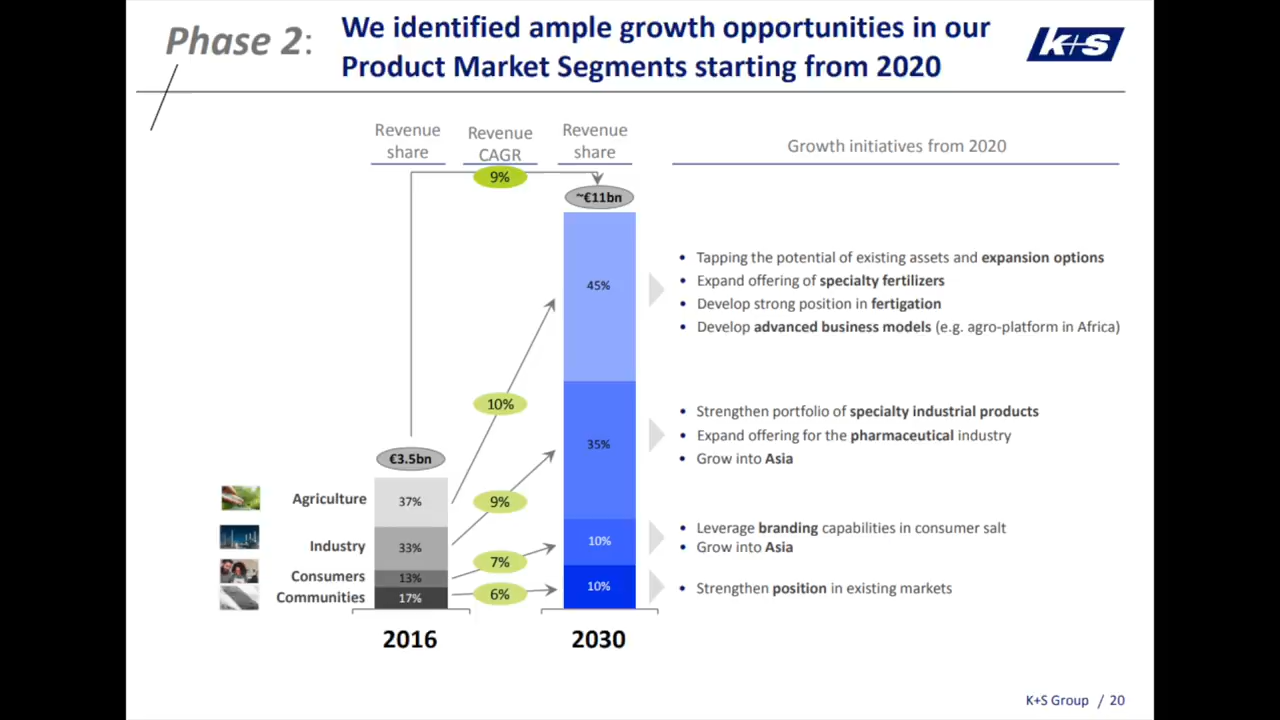 Phase 2:
We identified ample growth opportunities in our
Product Market Segments starting from 2020
K+S
Revenue
share
Revenue
CAGR
Revenue
share
Growth initiatives from 2020
9%
~€11bn
45%
• Tapping the potential of existing assets and expansion options
• Expand offering of specialty fertilizers
• Develop strong position in fertigation
• Develop advanced business models (e.g. agro-platform in Africa)
10%
35%
• Strengthen portfolio of specialty industrial products
• Expand offering for the pharmaceutical industry
• Grow into Asia
€3.5bn
Agriculture
37%
9%
Industry
33%
10%
• Leverage branding capabilities in consumer salt
• Grow into Asia
7%
Consumers
13%
Communities
17%
6%
10%
• Strengthen position in existing markets
2016
2030
K+S Group / 20